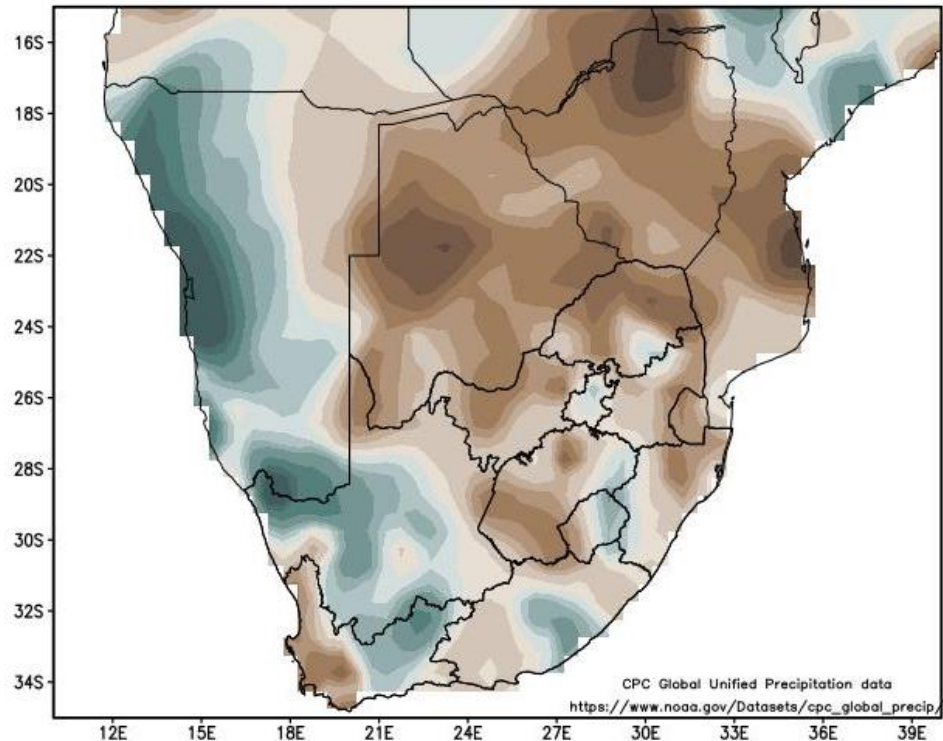 16S
18S
20S
22S
24S
26S
28S
30S
32S
34S
CPC Global Unified Precipitation data
https://www.noaa.gov/Datasets/cpc_global_precip/
12E 15E 18E 21E 24E 27E 30E 33E 36E 39E